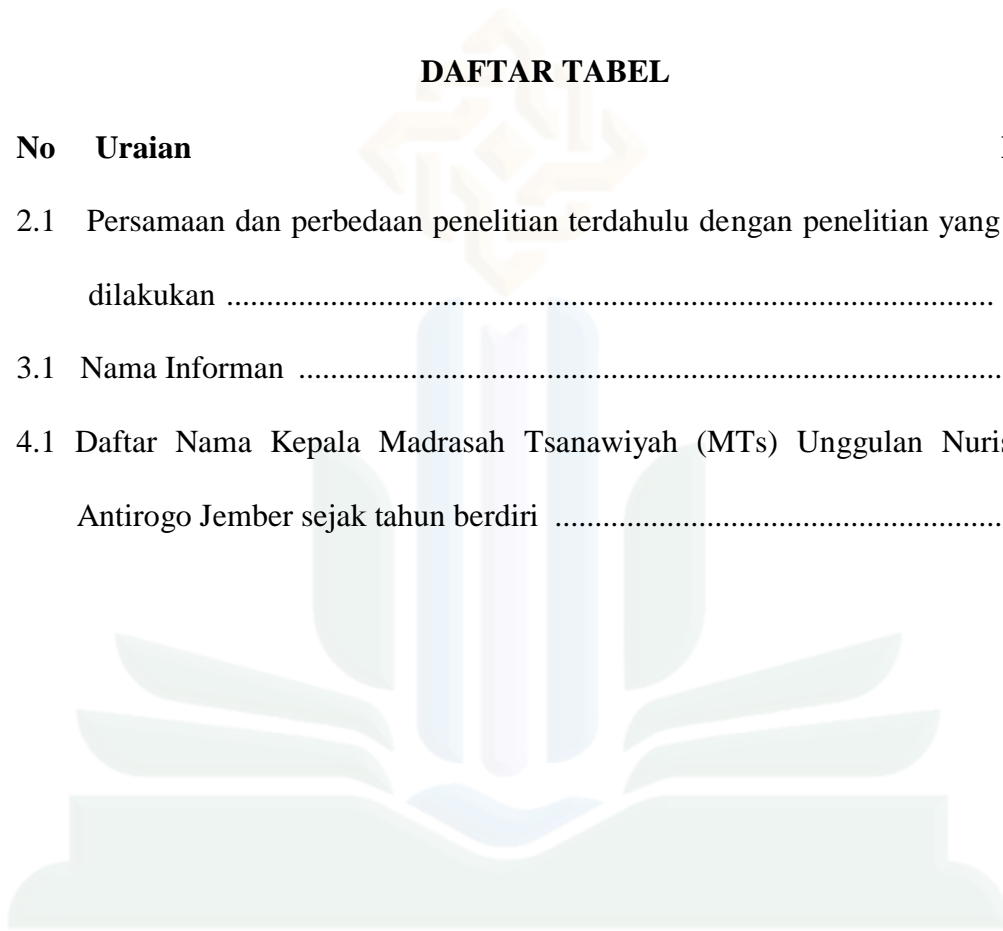 DAFTAR TABEL
No Uraian
2.1 Persamaan dan perbedaan penelitian terdahulu dengan penelitian yang
dilakukan ................................................................................................
3.1 Nama Informan ........................................................................................
4.1 Daftar Nama Kepala Madrasah Tsanawiyah (MTs) Unggulan Nuris
Antirogo Jember sejak tahun berdiri ........................................................